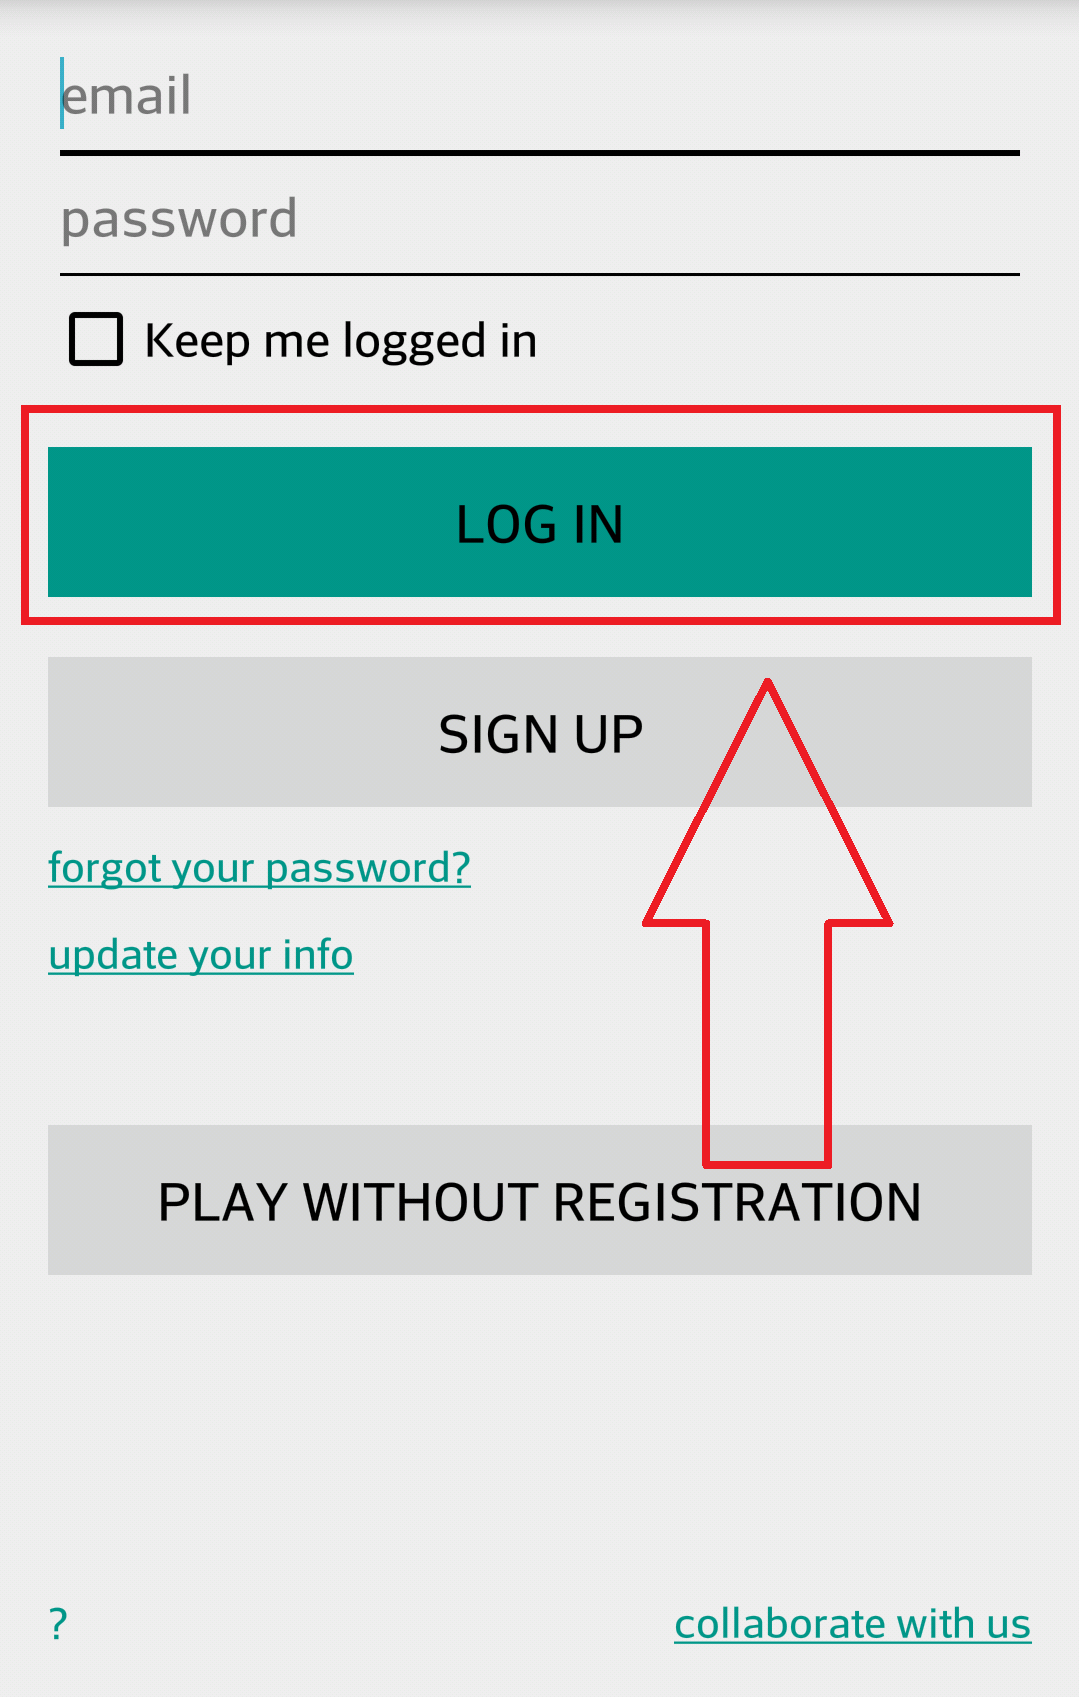 email
password
Keep me logged in
LOG IN
SIGN UP
forgot your password?
update your info
PLAY WITHOUT REGISTRATION
?
collaborate with us